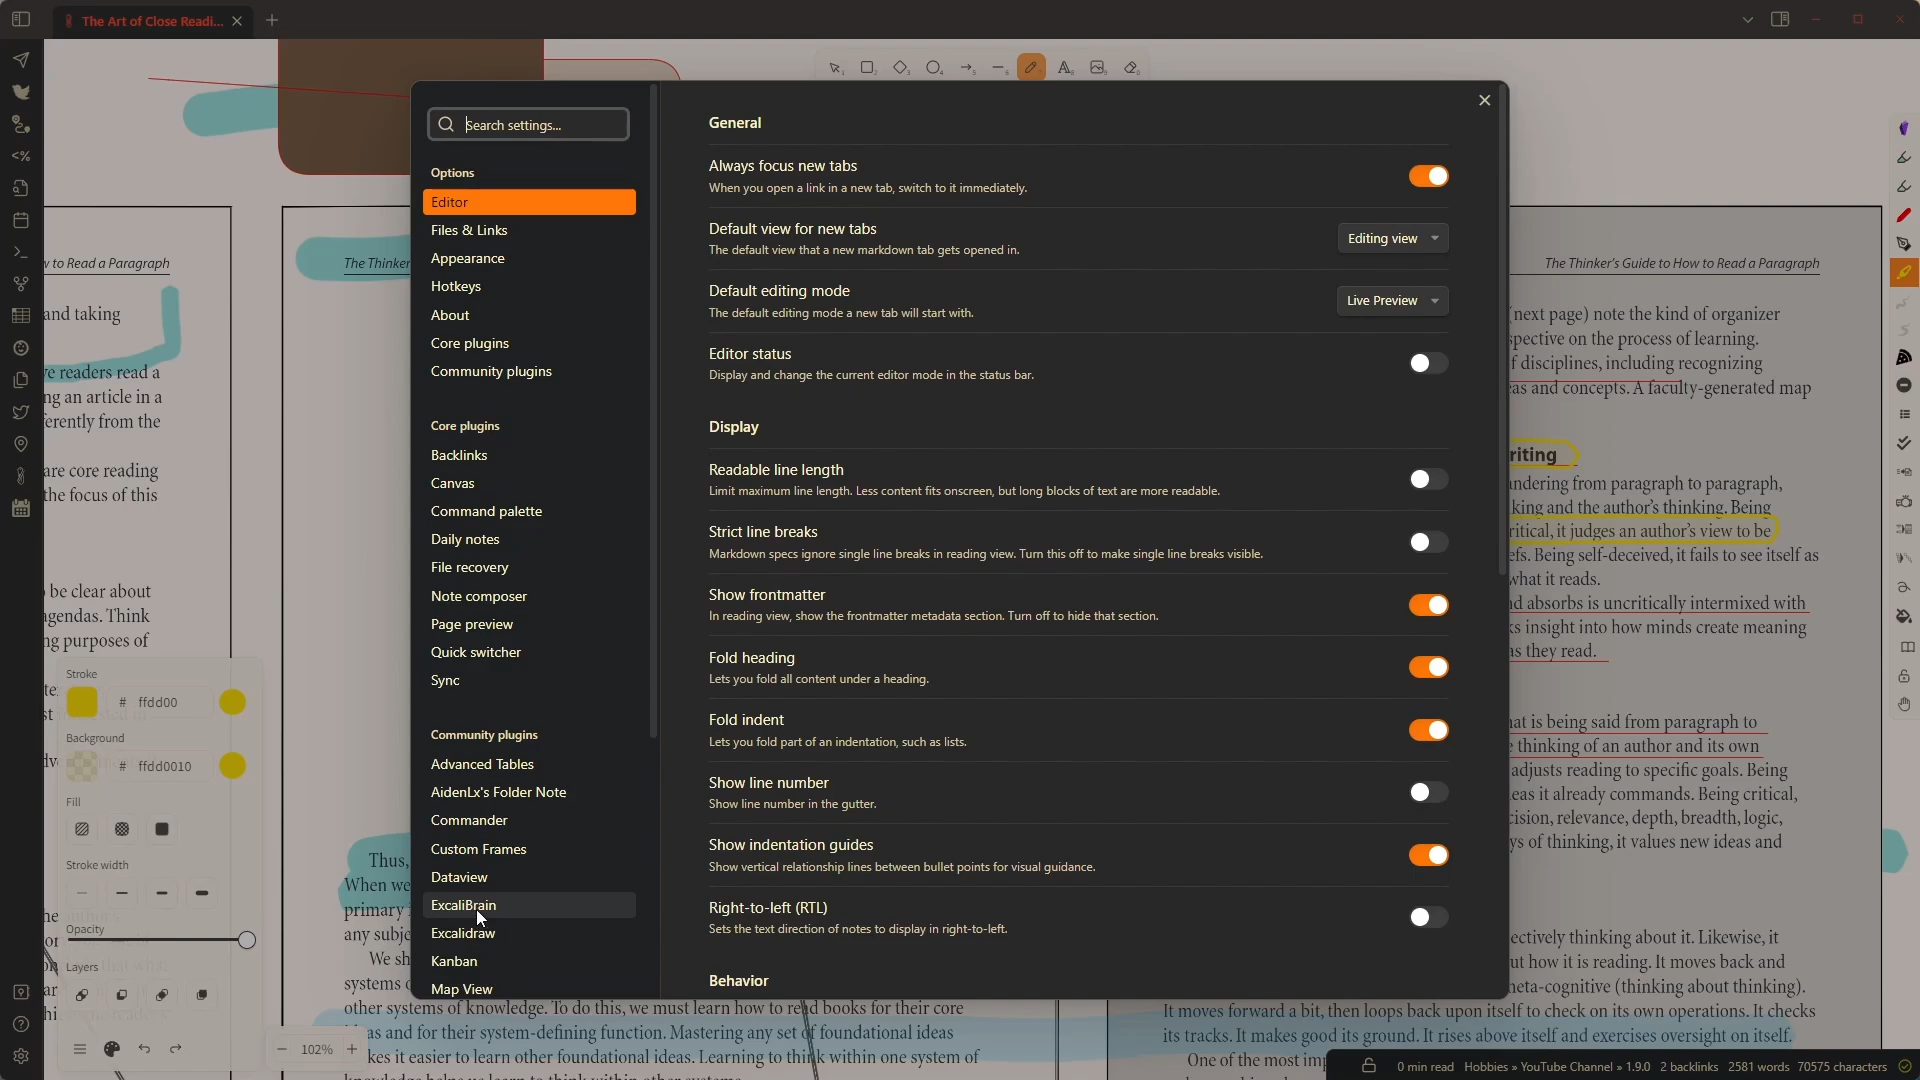 The Art of Close Readi...
Search settings...
Options
Editor
Files & Links
Appearance
Hotkeys
About
Core plugins
Community plugins
Core plugins
Backlinks
Canvas
Command palette
Daily notes
File recovery
Note composer
Page preview
Quick switcher
Sync
Community plugins
Advanced Tables
AidenLx's Folder Note
Commander
Custom Frames
Dataview
ExcaliBrain
Excalidraw
Kanban
Map View
General
Always focus new tabs
When you open a link in a new tab, switch to it immediately.
Default view for new tabs
The default view that a new markdown tab gets opened in.
Editing view
Default editing mode
The default editing mode a new tab will start with.
Live Preview
Editor status
Display and change the current editor mode in the status bar.
Display
Readable line length
Limit maximum line length. Less content fits onscreen, but long blocks of text are more readable.
Strict line breaks
Markdown specs ignore single line breaks in reading view. Turn this off to make single line breaks visible.
Show frontmatter
In reading view, show the frontmatter metadata section. Turn off to hide that section.
Fold heading
Lets you fold all content under a heading.
Fold indent
Lets you fold part of an indentation, such as lists.
Show line number
Show line number in the gutter.
Show indentation guides
Show vertical relationship lines between bullet points for visual guidance.
Right-to-left (RTL)
Sets the text direction of notes to display in right-to-left.
Behavior
to Read a Paragraph
and taking
readers read a
an article in a
from the
are core reading
the focus of this
be clear about
agendas. Think
purposes of
Stroke
# ffdd00
Background
# ffdd0010
Fill
Stroke width
Opacity
Layers
102%
The Thinker
Thus,
When we
primary
any
We
systems
other systems of knowledge. To do this, we must learn how to read books for their core
and for their system-defining function. Mastering any set of foundational ideas
it easier to learn other foundational ideas. Learning to think within one system of
The Thinker's Guide to How to Read a Paragraph
(next page) note the kind of organizer
on the process of learning.
disciplines, including recognizing
and concepts. A faculty-generated map
from paragraph to paragraph,
and the author's thinking. Being
it judges an author's view to be
Being self-deceived, it fails to see itself as
what it reads.
absorbs is uncritically intermixed with
insight into how minds create meaning
as they read.
is being said from paragraph to
thinking of an author and its own
adjusts reading to specific goals. Being
it already commands. Being critical,
relevance, depth, breadth, logic,
of thinking, it values new ideas and
thinking about it. Likewise, it
how it is reading. It moves back and
(thinking about thinking).
It moves forward a bit, then loops back upon itself to check on its own operations. It checks
its tracks. It makes good its ground. It rises above itself and exercises oversight on itself.
One of the most
0 min read Hobbies » YouTube Channel » 1.9.0 2 backlinks 2581 words 70575 characters